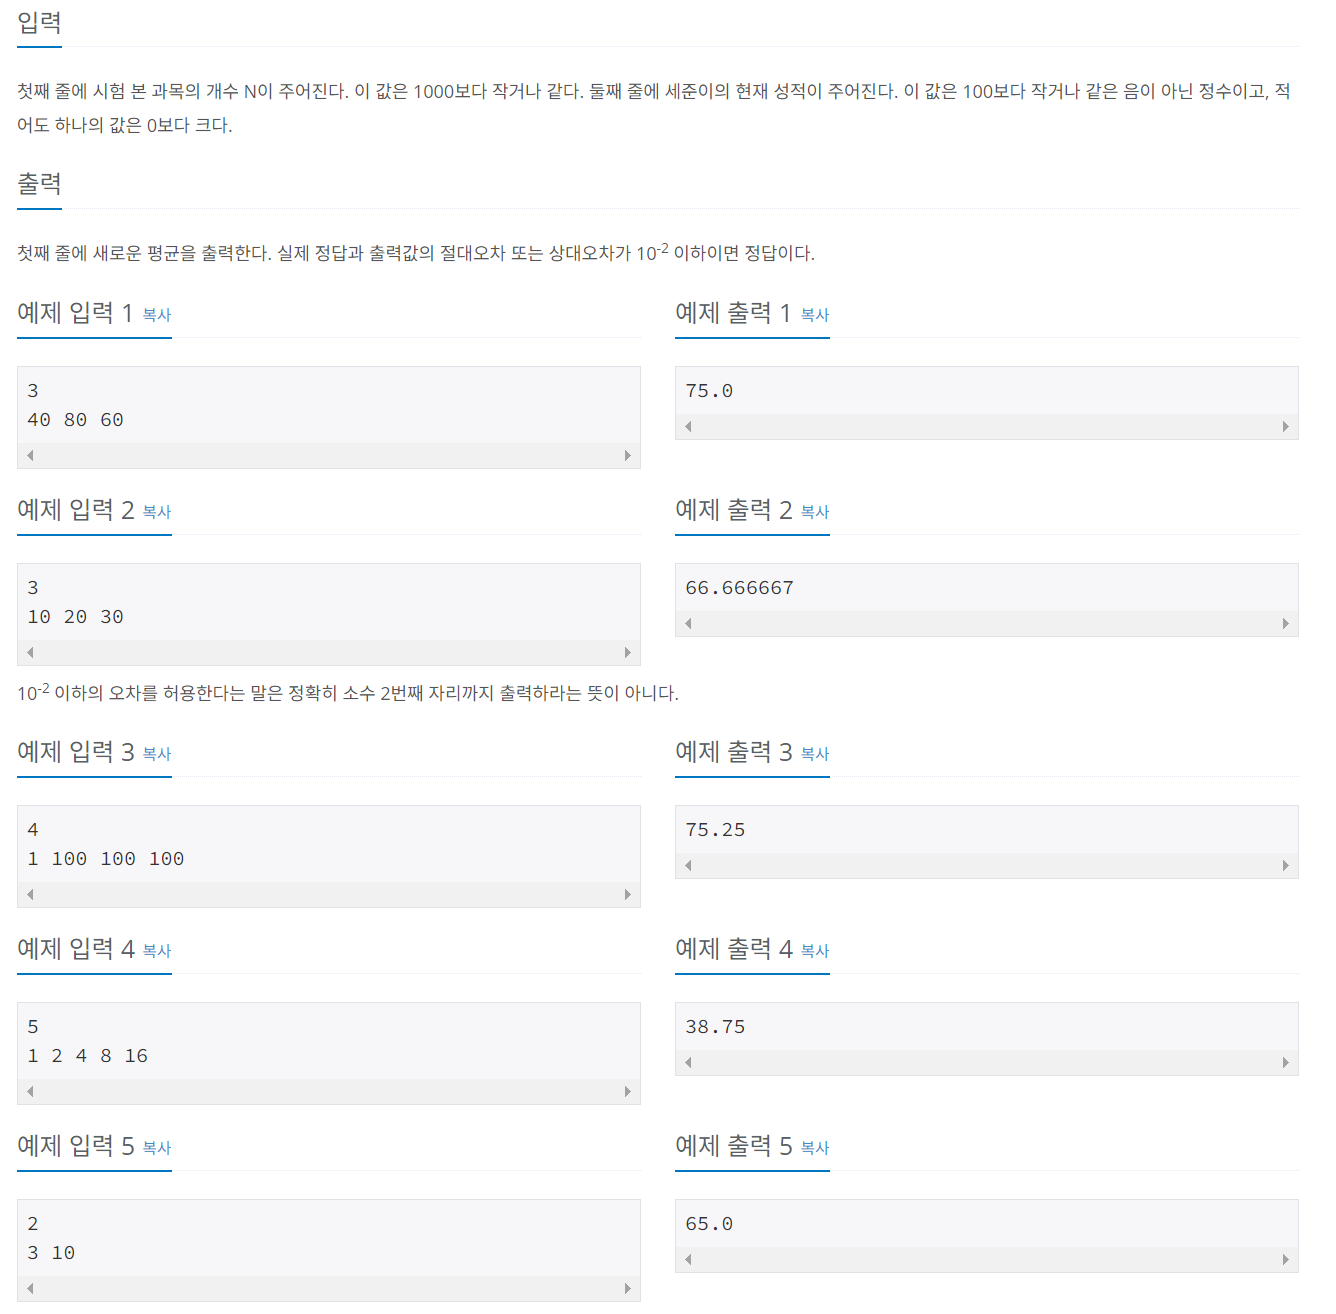 입력
첫째 줄에 시험 본 과목의 개수 N이 주어진다. 이 값은 1000보다 작거나 같다. 둘째 줄에 세준이의 현재 성적이 주어진다. 이 값은 100보다 작거나 같은 음이 아닌 정수이고, 적
어도 하나의 값은 0보다 크다.
출력
첫째 줄에 새로운 평균을 출력한다. 실제 정답과 출력값의 절대오차 또는 상대오차가 10-2 이하이면 정답이다.
예제 입력 1 복사
3
40 80 60
예제 출력 1 복사
75.0
예제 입력 2 복사
3
10 20 30
예제 출력 2 복사
66.666667
10-2 이하의 오차를 허용한다는 말은 정확히 소수 2번째 자리까지 출력하라는 뜻이 아니다.
예제 입력 3 복사
4
1 100 100 100
예제 출력 3 복사
75.25
예제 입력 4 복사
5
1 2 4 8 16
예제 출력 4 복사
38.75
예제 입력 5 복사
2
3 10
예제 출력 5 복사
65.0